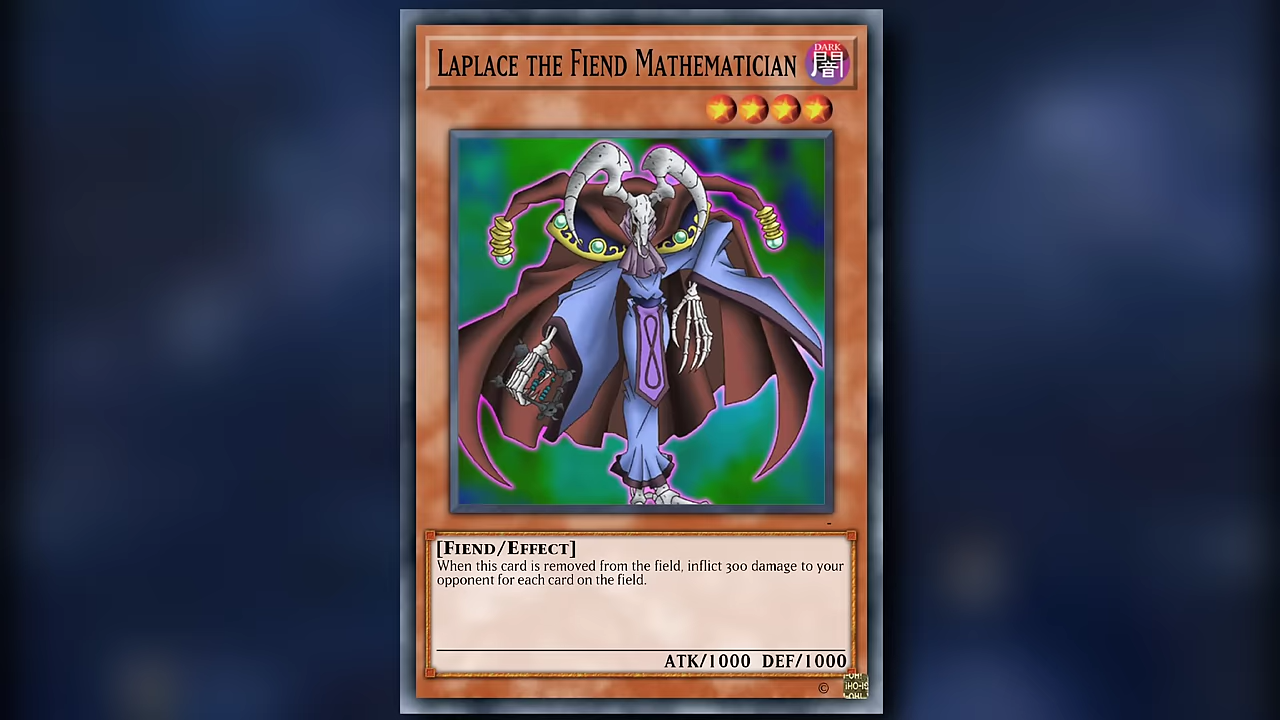 LAPLACE THE FIEND MATHEMATICIAN
DARK
闇
-
[FIEND/EFFECT]
When this card is removed from the field, inflict 300 damage to your
opponent for each card on the field.
ATK/1000 DEF/1000
©